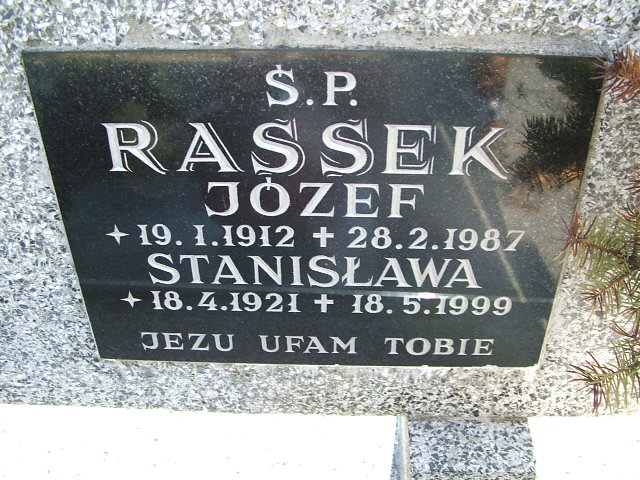 Ś.P.
RASSEK
JÓZEF
✦ 19.1.1912 ✝ 28.2.1987
STANISŁAWA
✦ 18.4.1921 ✝ 18.5.1999
JEZU UFAM TOBIE